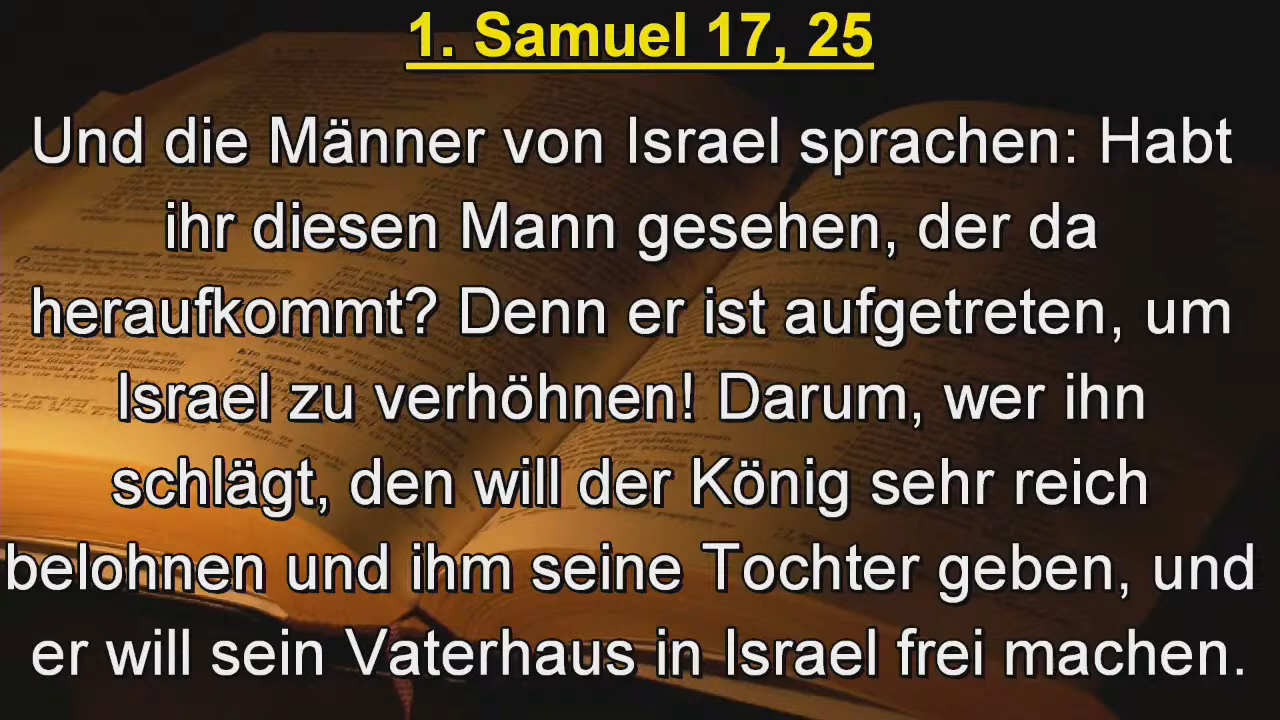 1. Samuel 17, 25
Und die Männer von Israel sprachen: Habt
ihr diesen Mann gesehen, der da
heraufkommt? Denn er ist aufgetreten, um
Israel zu verhöhnen! Darum, wer ihn
schlägt, den will der König sehr reich
belohnen und ihm seine Tochter geben, und
er will sein Vaterhaus in Israel frei machen.